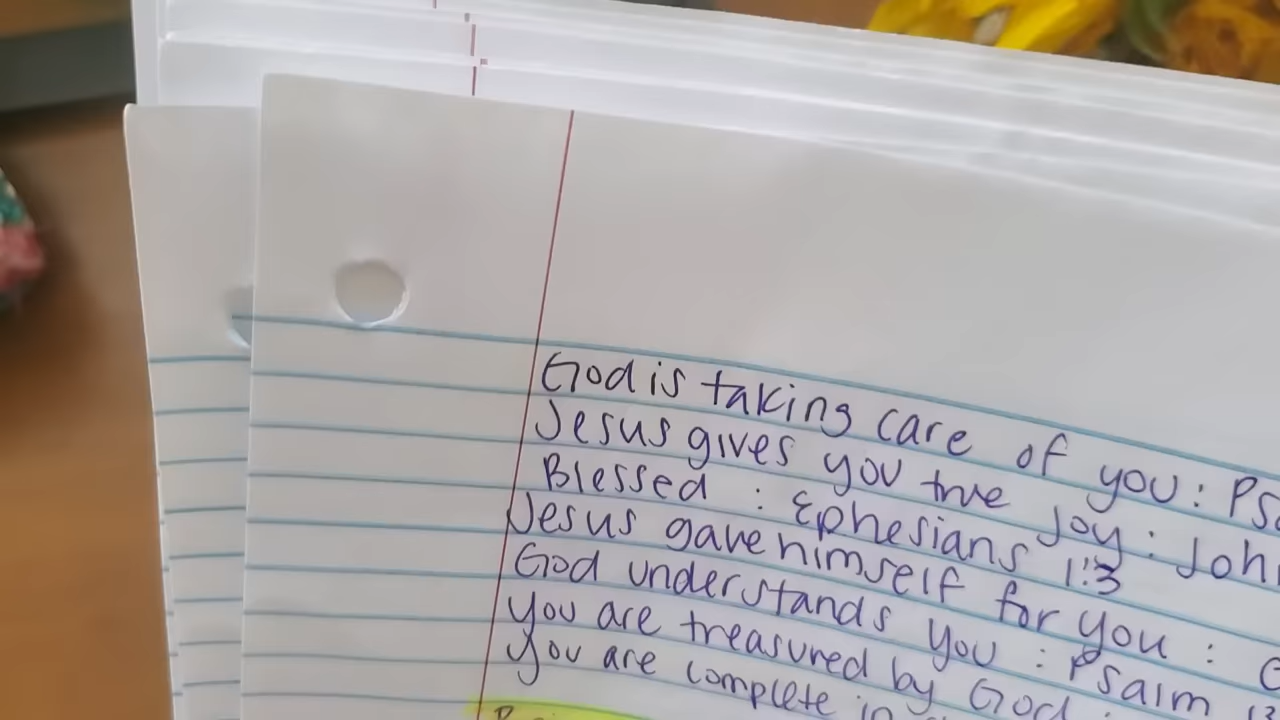 God is taking care of you: Ps
Jesus gives you true Joy: Joh
Blessed : Ephesians 1:3
Jesus gave himself for you :
God understands you : Psalm
you are treasured by God
you are complete in